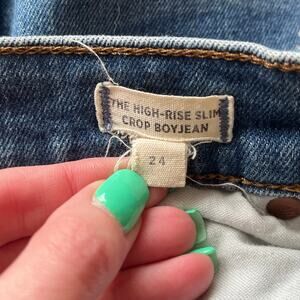 THE HIGH-RISE SLIM
CROP BOYJEAN
24